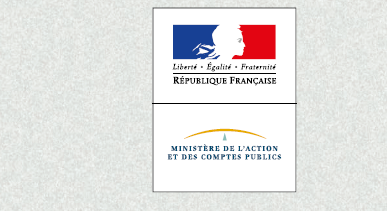 Liberté • Égalité • Fraternité
RÉPUBLIQUE FRANÇAISE
MINISTÈRE DE L'ACTION
ET DES COMPTES PUBLICS